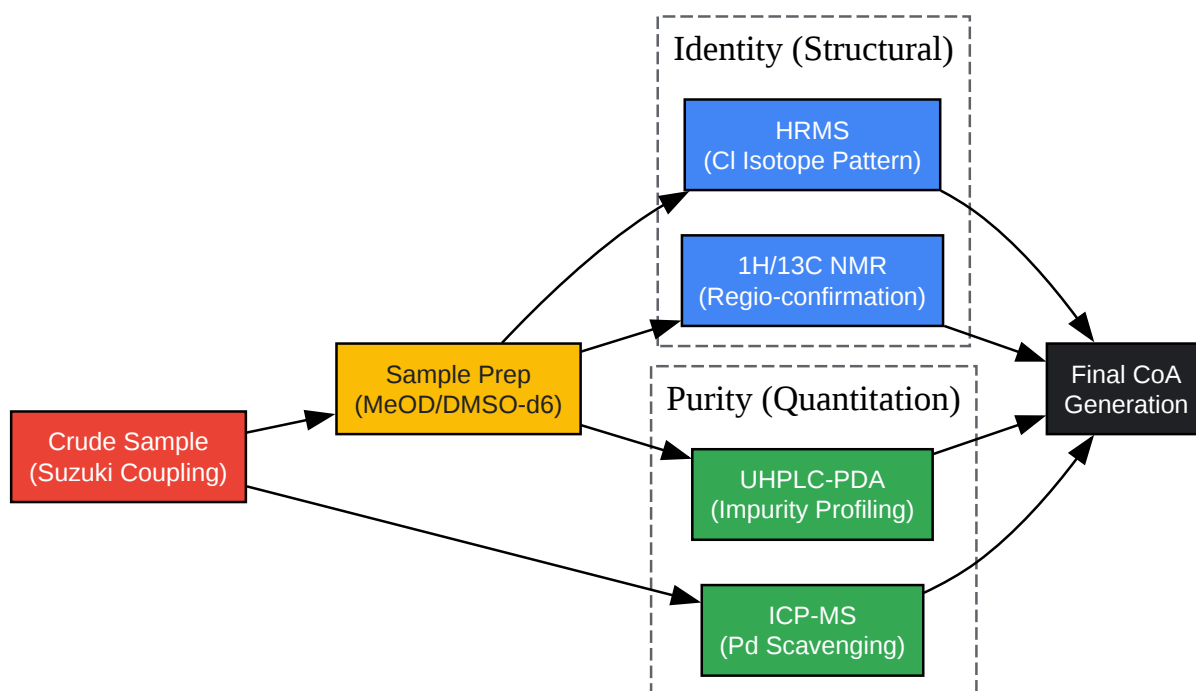 Identity (Structural)
HRMS
(Cl Isotope Pattern)
1H/13C NMR
(Regio-confirmation)
Sample Prep
(MeOD/DMSO-d6)
Final CoA
Generation
Purity (Quantitation)
Crude Sample
(Suzuki Coupling)
UHPLC-PDA
(Impurity Profiling)
ICP-MS
(Pd Scavenging)